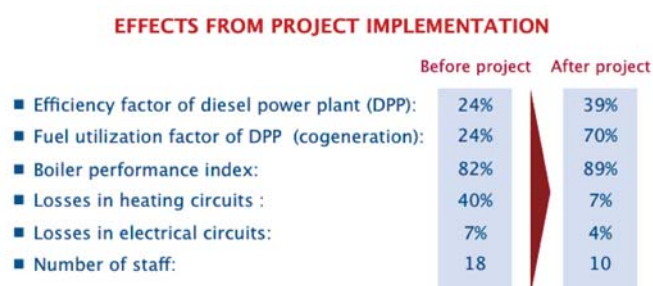 EFFECTS FROM PROJECT IMPLEMENTATION
Before project After project
■ Efficiency factor of diesel power plant (DPP): 24% 39%
■ Fuel utilization factor of DPP (cogeneration): 24% 70%
■ Boiler performance index: 82% 89%
■ Losses in heating circuits : 40% 7%
■ Losses in electrical circuits: 7% 4%
■ Number of staff: 18 10